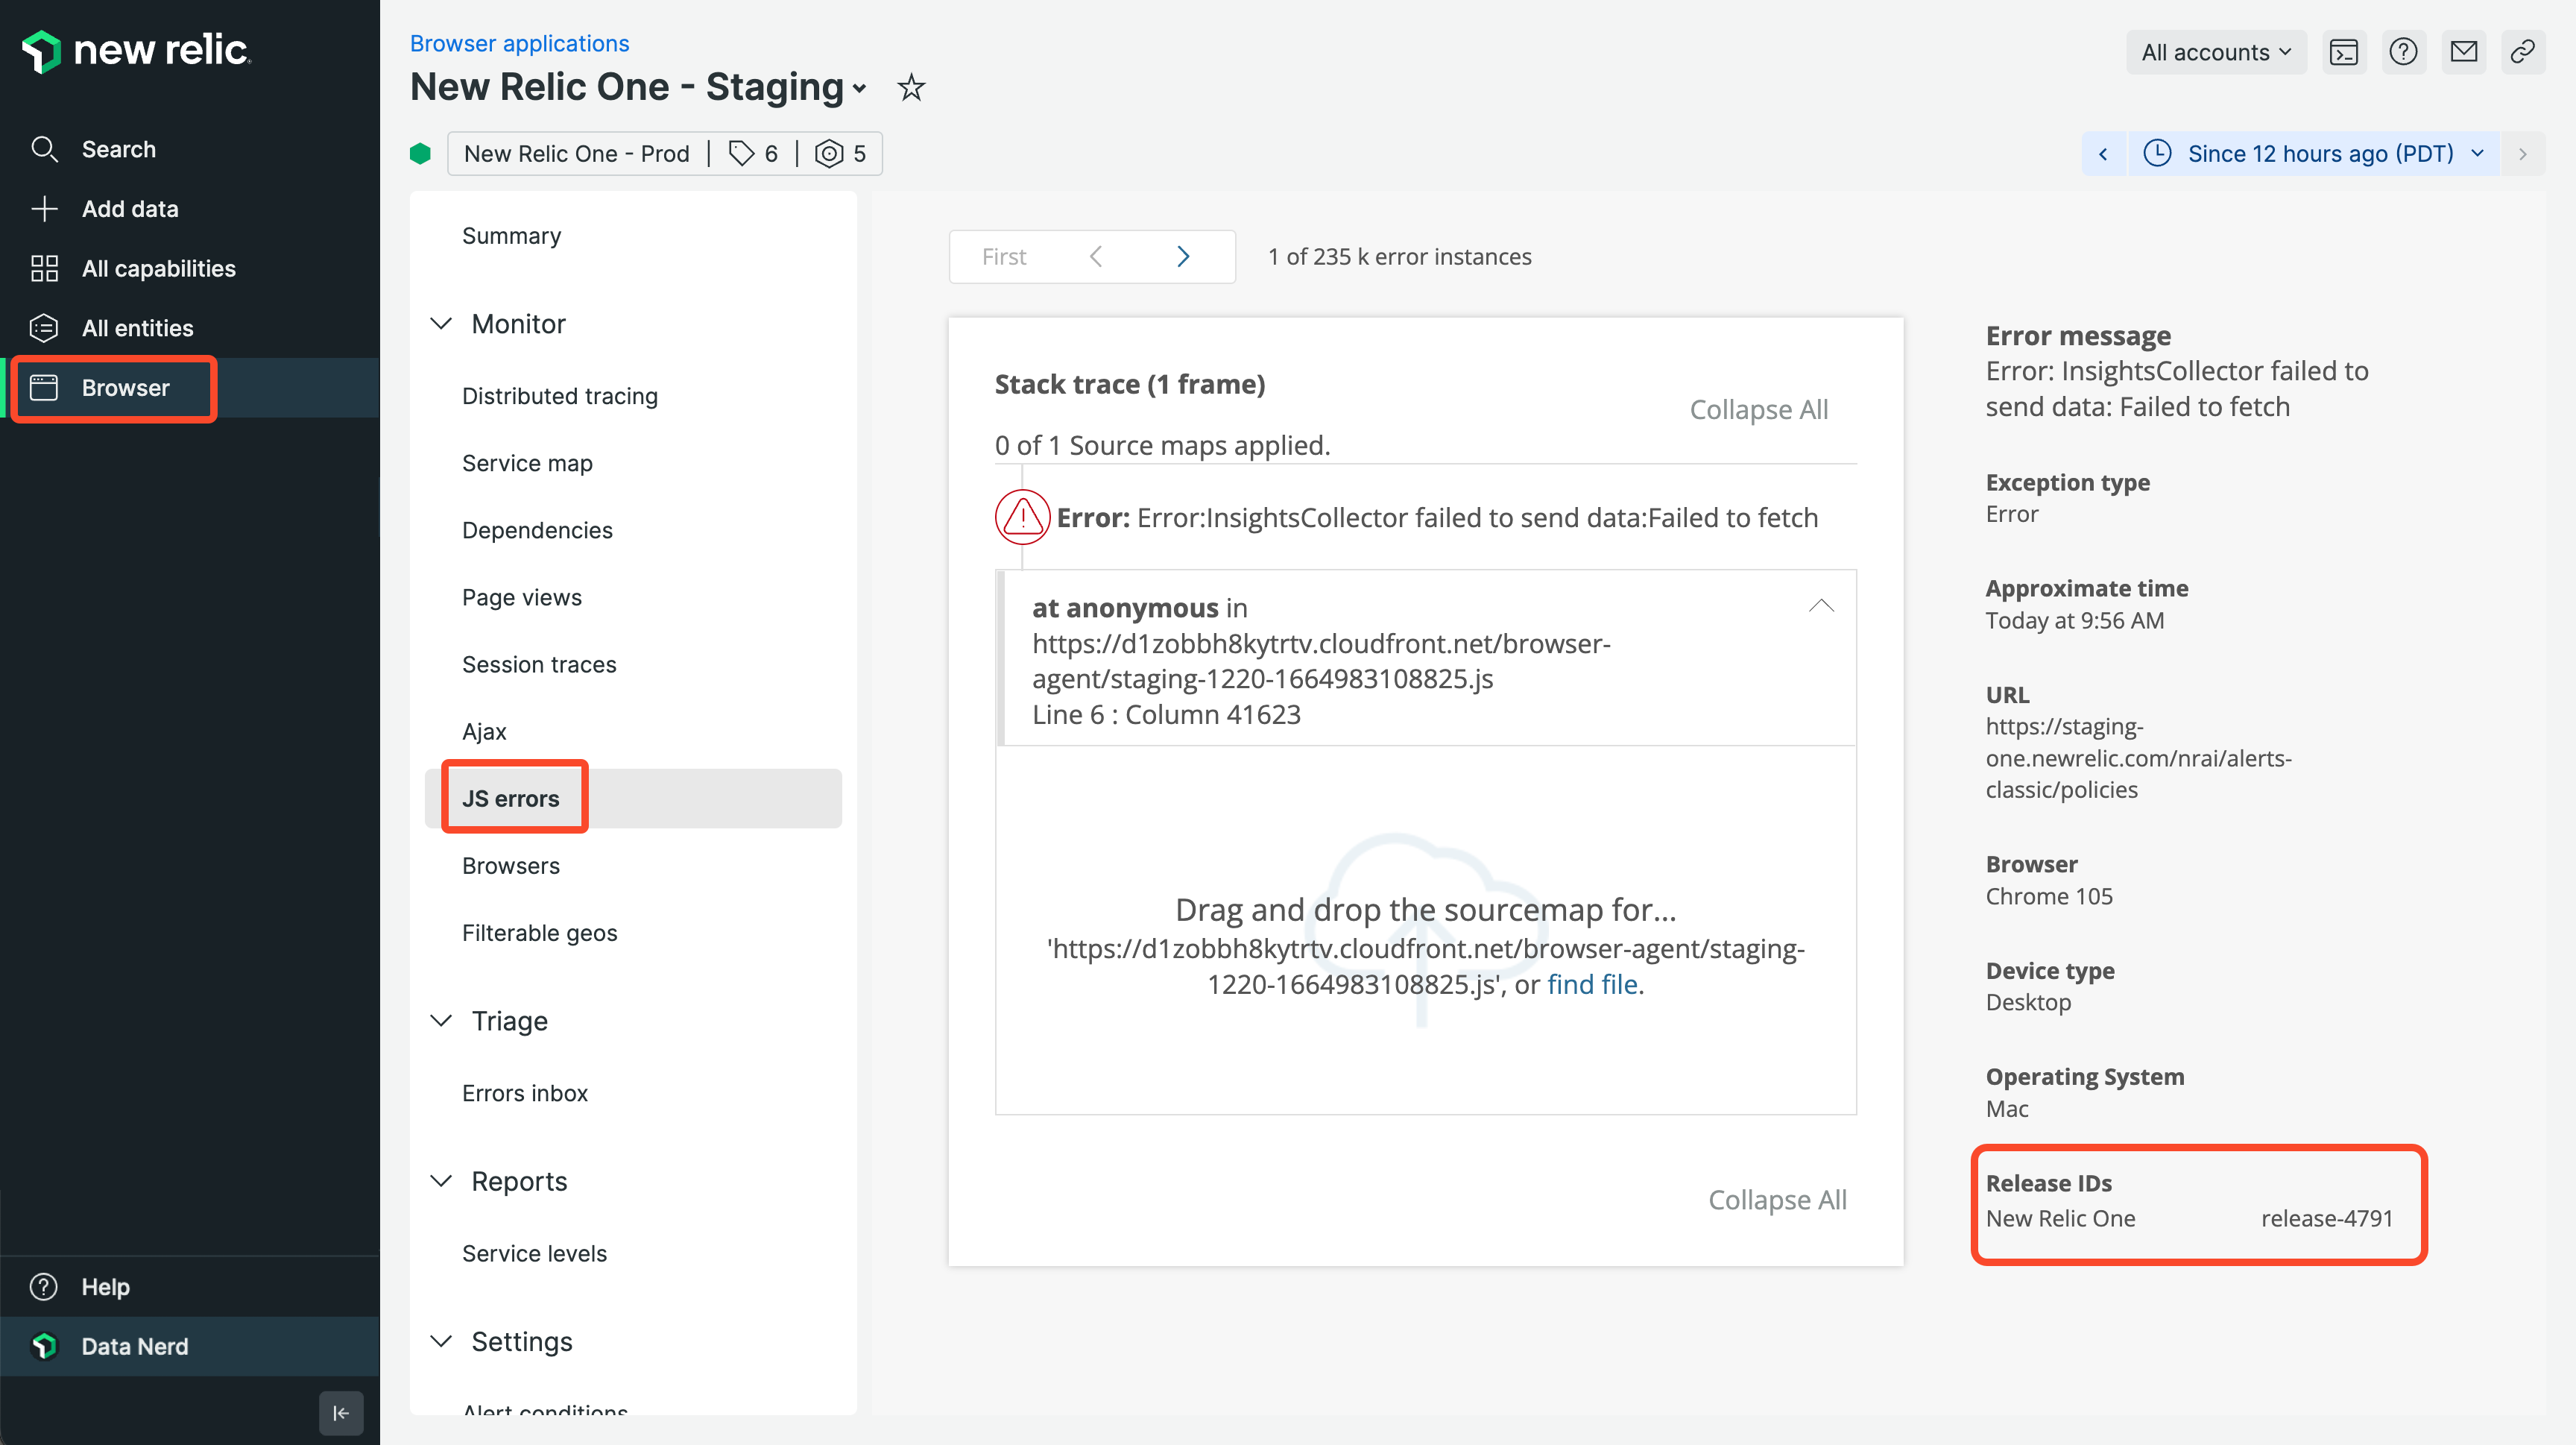 new relic
Search
Add data
All capabilities
All entities
Browser
Help
Data Nerd
Browser applications
New Relic One - Staging
All accounts
New Relic One - Prod | 6 | 5
Since 12 hours ago (PDT)
Summary
Monitor
Distributed tracing
Service map
Dependencies
Page views
Session traces
Ajax
JS errors
Browsers
Filterable geos
Triage
Errors inbox
Reports
Service levels
Settings
Alert conditions
First
1 of 235 k error instances
Stack trace (1 frame)
Collapse All
0 of 1 Source maps applied.
Error: Error:InsightsCollector failed to send data:Failed to fetch
at anonymous in
https://d1zobbh8kytrtv.cloudfront.net/browser-
agent/staging-1220-1664983108825.js
Line 6 : Column 41623
Drag and drop the sourcemap for...
'https://d1zobbh8kytrtv.cloudfront.net/browser-agent/staging-
1220-1664983108825.js', or find file.
Collapse All
Error message
Error: InsightsCollector failed to
send data: Failed to fetch
Exception type
Error
Approximate time
Today at 9:56 AM
URL
https://staging-
one.newrelic.com/nrai/alerts-
classic/policies
Browser
Chrome 105
Device type
Desktop
Operating System
Mac
Release IDs
New Relic One release-4791